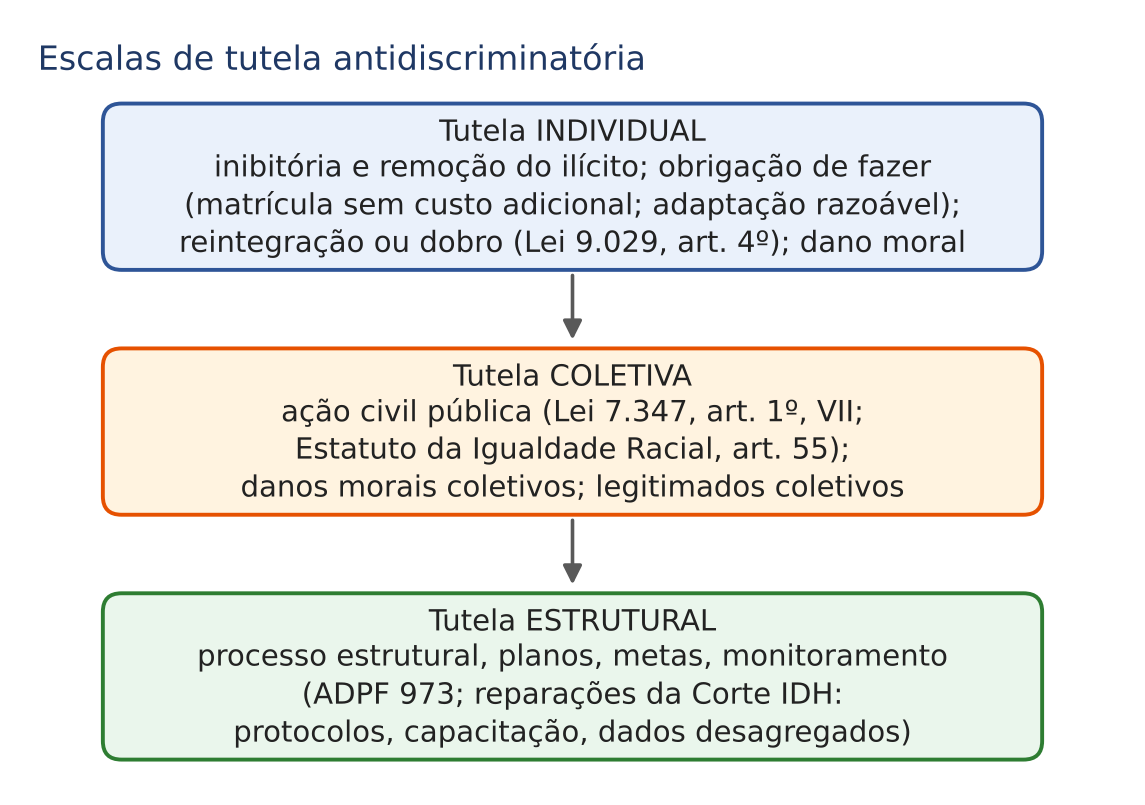 Escalas de tutela antidiscriminatória
Tutela INDIVIDUAL
inibitória e remoção do ilícito; obrigação de fazer
(matrícula sem custo adicional; adaptação razoável);
reintegração ou dobro (Lei 9.029, art. 4º); dano moral
Tutela COLETIVA
ação civil pública (Lei 7.347, art. 1º, VII;
Estatuto da Igualdade Racial, art. 55);
danos morais coletivos; legitimados coletivos
Tutela ESTRUTURAL
processo estrutural, planos, metas, monitoramento
(ADPF 973; reparações da Corte IDH:
protocolos, capacitação, dados desagregados)